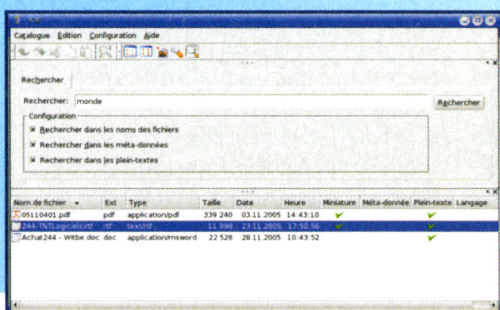 Catalogue Édition Configuration Aide
Rechercher
Rechercher: monde Rechercher
Configuration
Rechercher dans les noms des fichiers
Rechercher dans les méta-données
Rechercher dans les plein-textes
Nom de fichier Ext Type Taille Date Heure Miniature Méta-donnée Plein-texte Langage
05110401.pdf pdf application/pdf 339 240 03.11.2005 14:43:10
244-TNTLogiciels.rtf rtf text/rtf 23.11.2005 17:50:56
Achat244 - Witbe.doc doc application/msword 22 528 28.11.2005 10:43:52